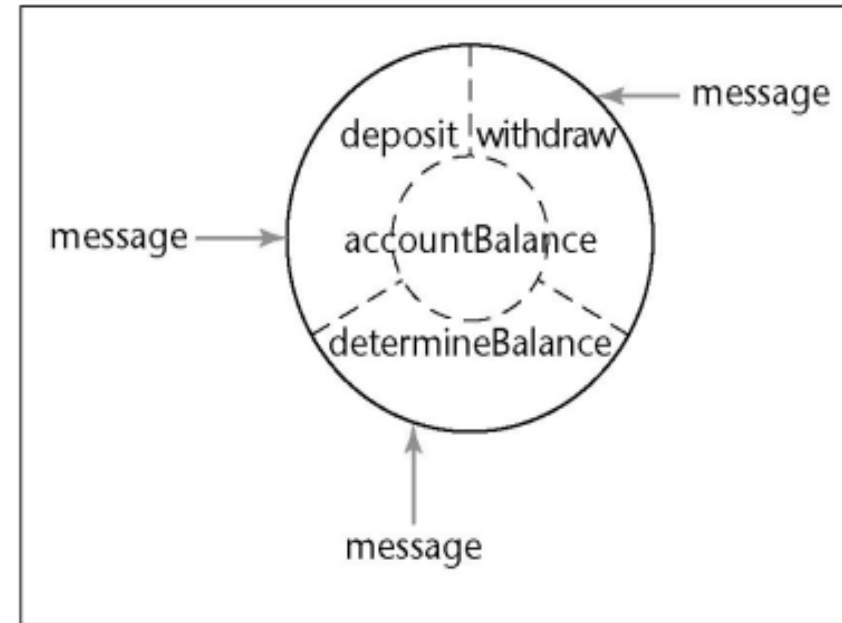 message
deposit withdraw
message
accountBalance
determineBalance
message